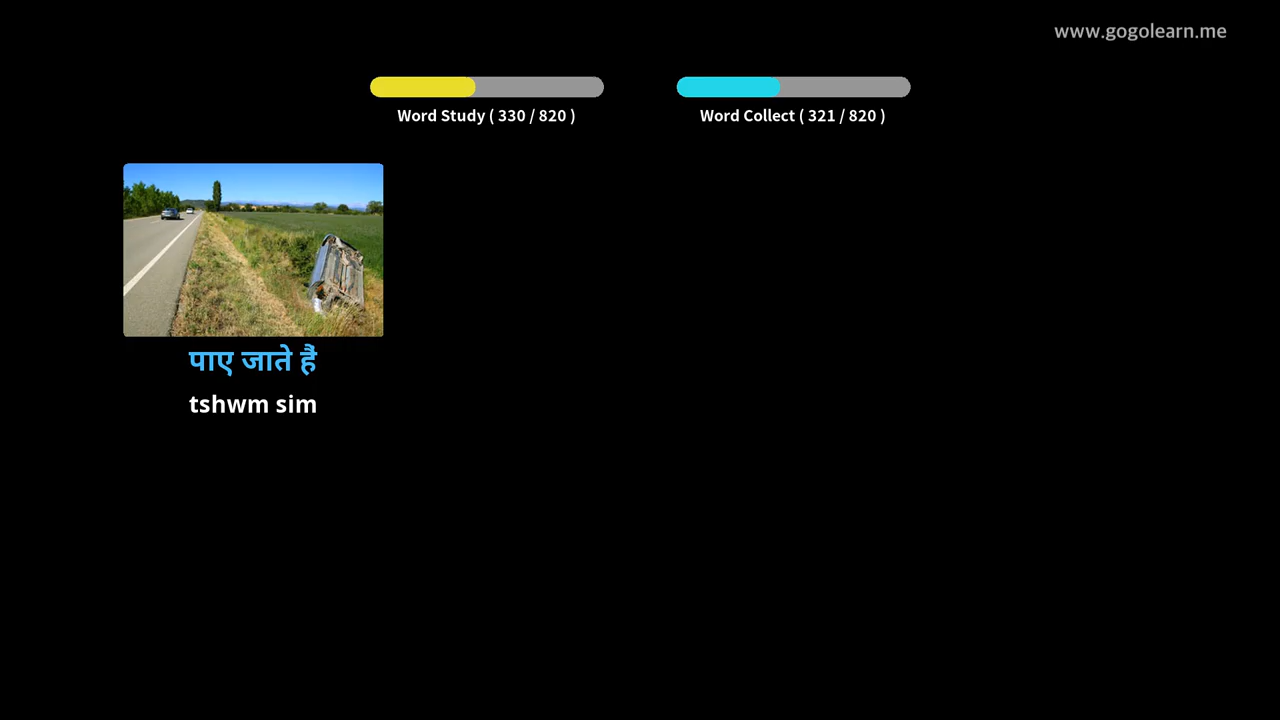 www.gogolearn.me
Word Study ( 330 / 820 )
Word Collect ( 321 / 820 )
पाए जाते हैं
tshwm sim